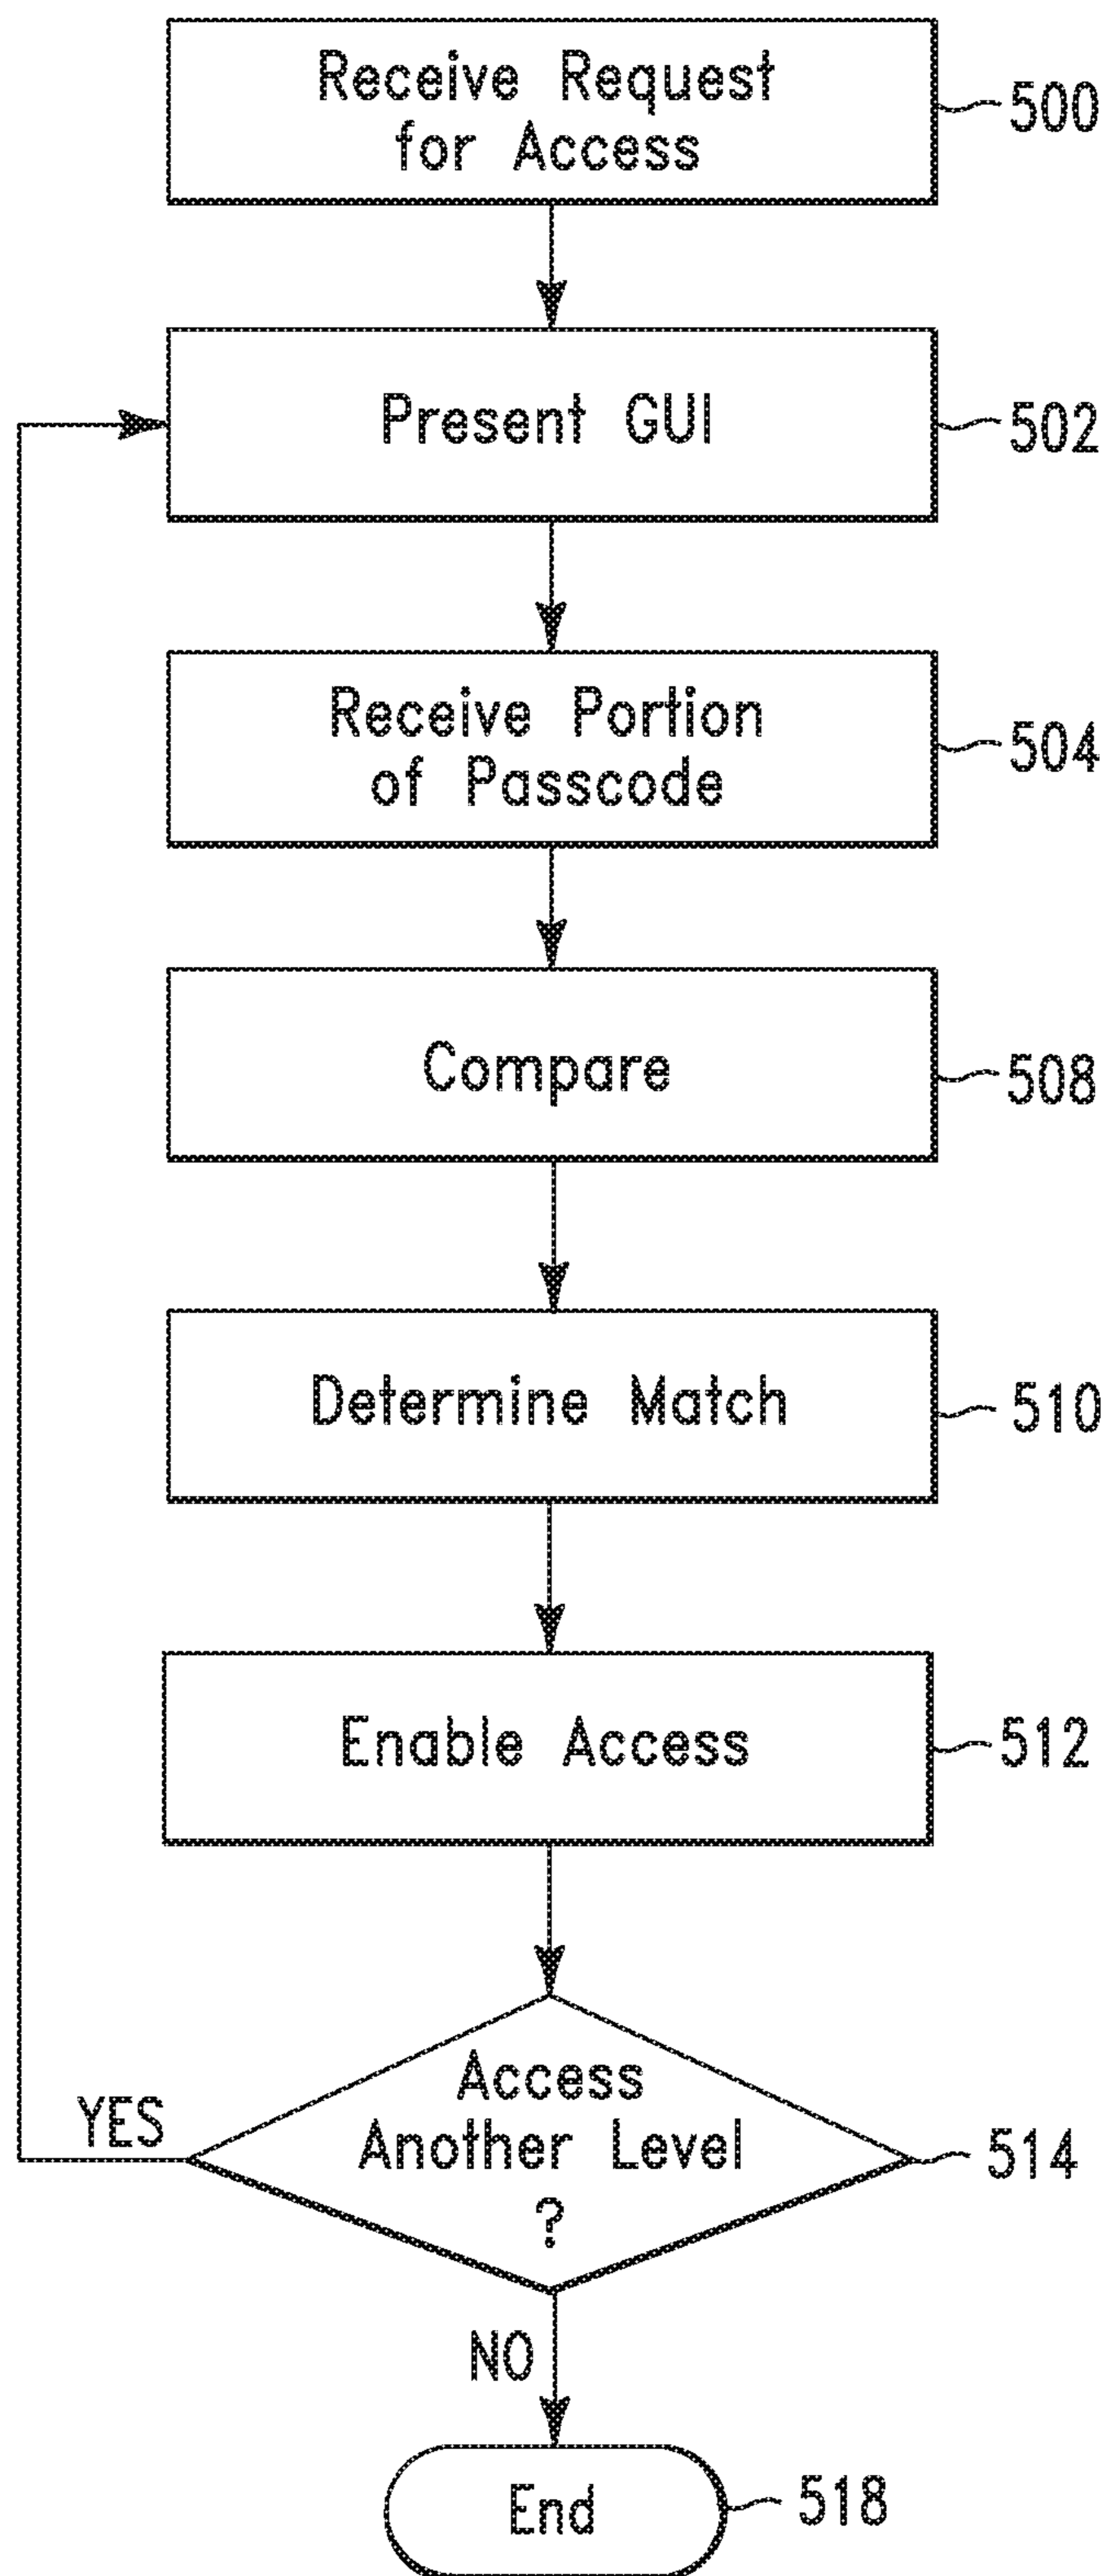 Receive Request
for Access
500
Present GUI
502
Receive Portion
of Passcode
504
Compare
508
Determine Match
510
Enable Access
512
Access
Another Level
?
514
YES
NO
End
518